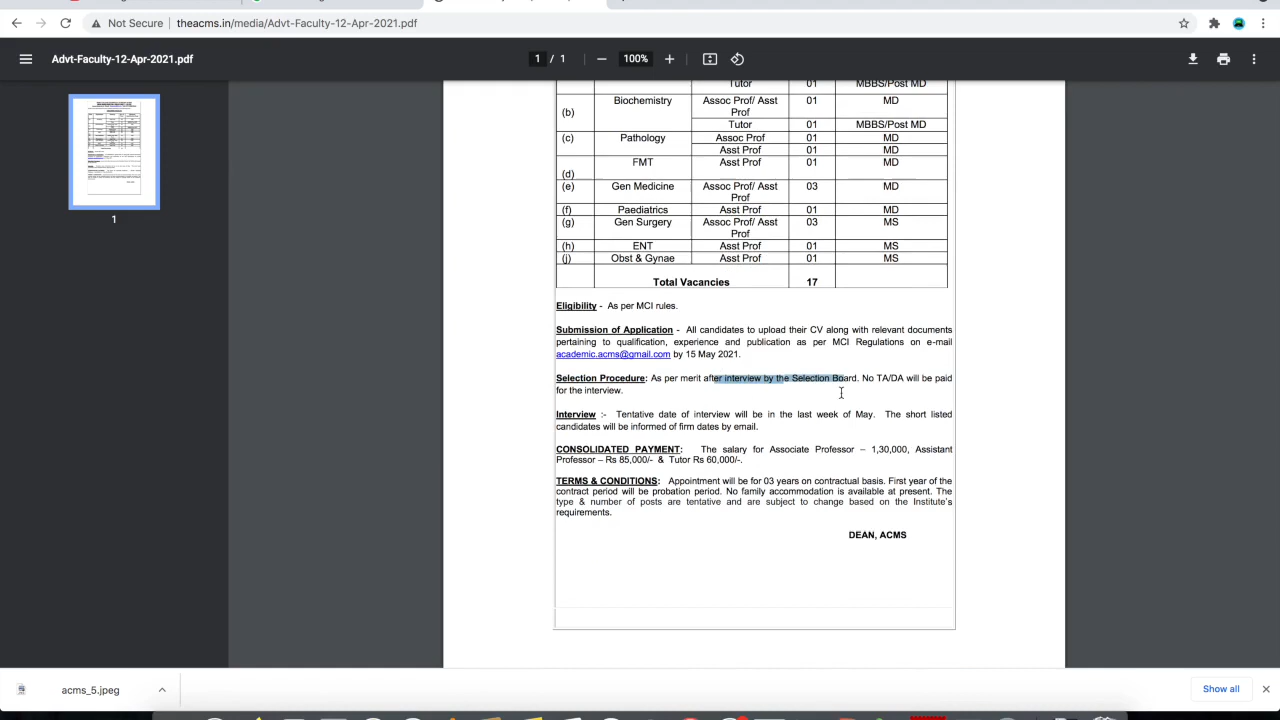 Not Secure theacms.in/media/Advt-Faculty-12-Apr-2021.pdf
Advt-Faculty-12-Apr-2021.pdf 1 / 1 100%
Tutor 01 MBBS/Post MD
(b) Biochemistry Assoc Prof/ Asst Prof 01 MD
Tutor 01 MBBS/Post MD
(c) Pathology Assoc Prof 01 MD
Asst Prof 01 MD
(d) FMT Asst Prof 01 MD
(e) Gen Medicine Assoc Prof/ Asst Prof 03 MD
(f) Paediatrics Asst Prof 01 MD
(g) Gen Surgery Assoc Prof/ Asst Prof 03 MS
(h) ENT Asst Prof 01 MS
(j) Obst & Gynae Asst Prof 01 MS
Total Vacancies 17
Eligibility - As per MCI rules.
Submission of Application - All candidates to upload their CV along with relevant documents
pertaining to qualification, experience and publication as per MCI Regulations on e-mail
academic.acms@gmail.com by 15 May 2021.
Selection Procedure: As per merit after interview by the Selection Board. No TA/DA will be paid
for the interview.
Interview :- Tentative date of interview will be in the last week of May. The short listed
candidates will be informed of firm dates by email.
CONSOLIDATED PAYMENT: The salary for Associate Professor – 1,30,000, Assistant
Professor – Rs 85,000/- & Tutor Rs 60,000/-.
TERMS & CONDITIONS: Appointment will be for 03 years on contractual basis. First year of the
contract period will be probation period. No family accommodation is available at present. The
type & number of posts are tentative and are subject to change based on the Institute's
requirements.
DEAN, ACMS
1
acms_5.jpeg
Show all